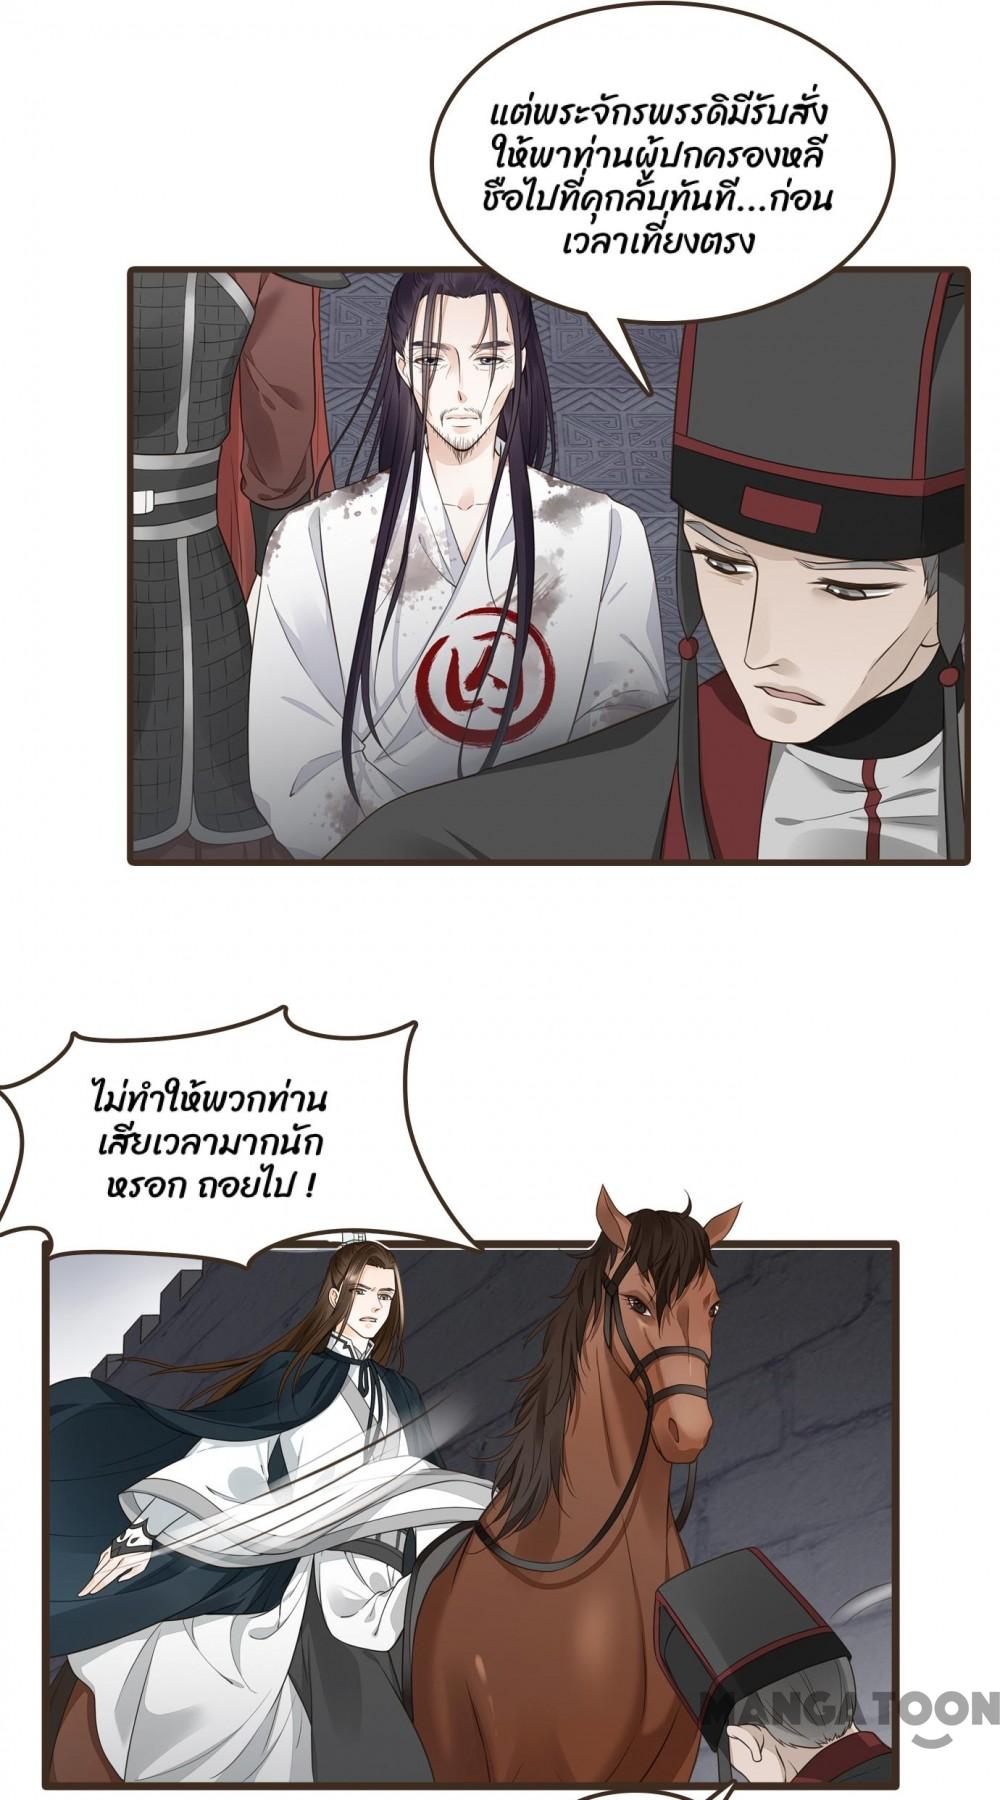 แต่พระจักรพรรดิมีรับสั่ง
ให้พาท่านผู้ปกครองหลี
ชือไปที่คุกลับทันที...ก่อน
เวลาเที่ยงตรง
囚
ไม่ทำให้พวกท่าน
เสียเวลามากนัก
หรอก ถอยไป !
MANGATOON